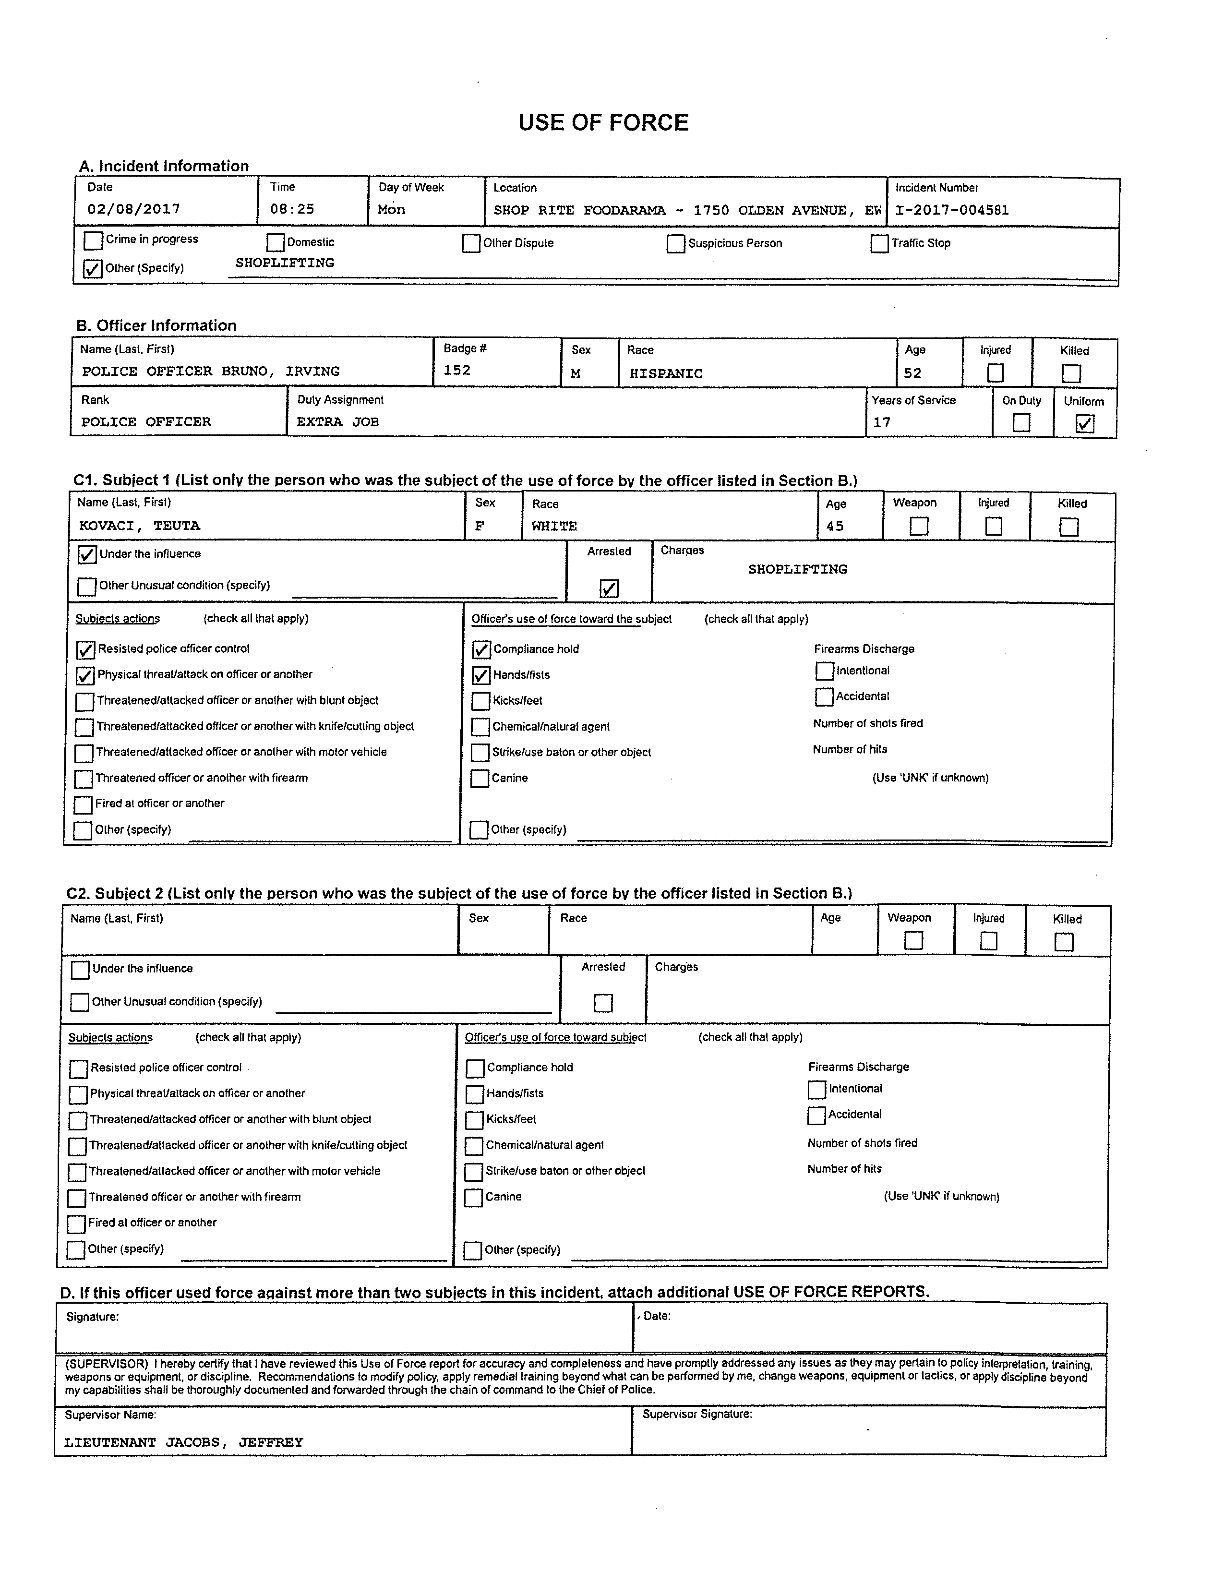 USE OF FORCE
A. Incident Information
Date Time Day of Week Location Incident Number
02/08/2017 08:25 Mon SHOP RITE FOODARAMA - 1750 OLDEN AVENUE, EW I-2017-004581
Crime in progress Domestic Other Dispute Suspicious Person Traffic Stop
Other (Specify) SHOPLIFTING
B. Officer Information
Name (Last, First) Badge # Sex Race Age Injured Killed
POLICE OFFICER BRUNO, IRVING 152 M HISPANIC 52
Rank Duty Assignment Years of Service On Duty Uniform
POLICE OFFICER EXTRA JOB 17
C1. Subject 1 (List only the person who was the subject of the use of force by the officer listed in Section B.)
Name (Last, First) Sex Race Age Weapon Injured Killed
KOVACI, TEUTA F WHITE 45
Under the influence Arrested Charges
SHOPLIFTING
Other Unusual condition (specify)
Subjects actions (check all that apply) Officer's use of force toward the subject (check all that apply)
Resisted police officer control Compliance hold Firearms Discharge
Physical threat/attack on officer or another Hands/fists Intentional
Threatened/attacked officer or another with blunt object Kicks/feet Accidental
Threatened/attacked officer or another with knife/cutting object Chemical/natural agent Number of shots fired
Threatened/attacked officer or another with motor vehicle Strike/use baton or other object Number of hits
Threatened officer or another with firearm Canine (Use 'UNK' if unknown)
Fired at officer or another
Other (specify) Other (specify)
C2. Subject 2 (List only the person who was the subject of the use of force by the officer listed in Section B.)
Name (Last, First) Sex Race Age Weapon Injured Killed
Under the influence Arrested Charges
Other Unusual condition (specify)
Subjects actions (check all that apply) Officer's use of force toward subject (check all that apply)
Resisted police officer control Compliance hold Firearms Discharge
Physical threat/attack on officer or another Hands/fists Intentional
Threatened/attacked officer or another with blunt object Kicks/feet Accidental
Threatened/attacked officer or another with knife/cutting object Chemical/natural agent Number of shots fired
Threatened/attacked officer or another with motor vehicle Strike/use baton or other object Number of hits
Threatened officer or another with firearm Canine (Use 'UNK' if unknown)
Fired at officer or another
Other (specify) Other (specify)
D. If this officer used force against more than two subjects in this incident, attach additional USE OF FORCE REPORTS.
Signature: Date:
(SUPERVISOR) I hereby certify that I have reviewed this Use of Force report for accuracy and completeness and have promptly addressed any issues as they may pertain to policy interpretation, training,
weapons or equipment, or discipline. Recommendations to modify policy, apply remedial training beyond what can be performed by me, change weapons, equipment or tactics, or apply discipline beyond
my capabilities shall be thoroughly documented and forwarded through the chain of command to the Chief of Police.
Supervisor Name: Supervisor Signature:
LIEUTENANT JACOBS, JEFFREY